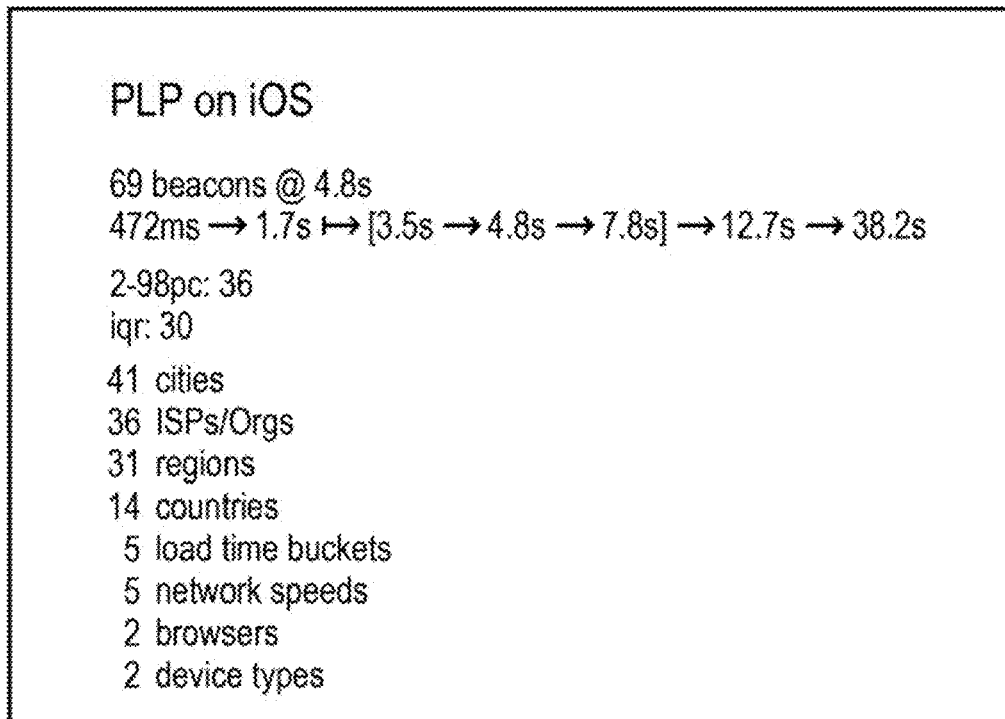 PLP on iOS
69 beacons @ 4.8s
472ms → 1.7s ↦ [3.5s → 4.8s → 7.8s] → 12.7s → 38.2s
2-98pc: 36
iqr: 30
41 cities
36 ISPs/Orgs
31 regions
14 countries
5 load time buckets
5 network speeds
2 browsers
2 device types